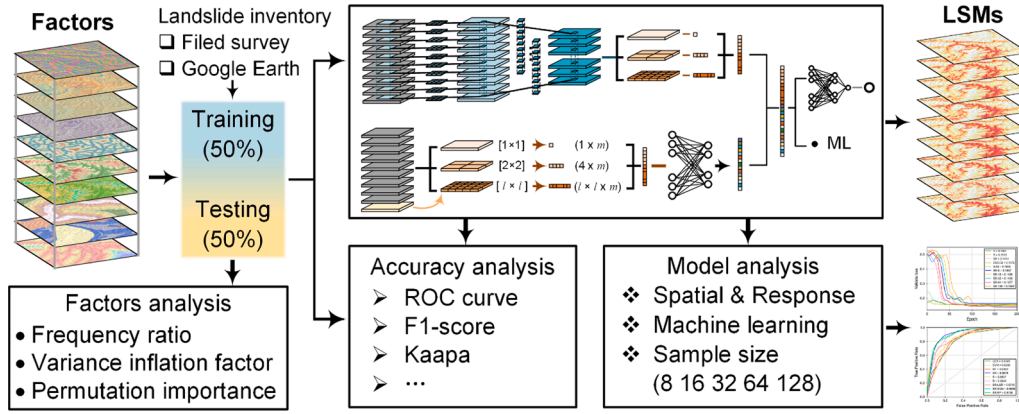 Factors
Landslide inventory
❑ Filed survey
❑ Google Earth
Training
(50%)
Testing
(50%)
Factors analysis
• Frequency ratio
• Variance inflation factor
• Permutation importance
[1×1]
(1 × m)
[2×2]
(4 × m)
[l × l]
(l × l × m)
• ML
LSMs
Accuracy analysis
➢ ROC curve
➢ F1-score
➢ Kaapa
➢ ...
Model analysis
❖ Spatial & Response
❖ Machine learning
❖ Sample size
(8 16 32 64 128)
Epoch
True Positive Rate
False Positive Rate